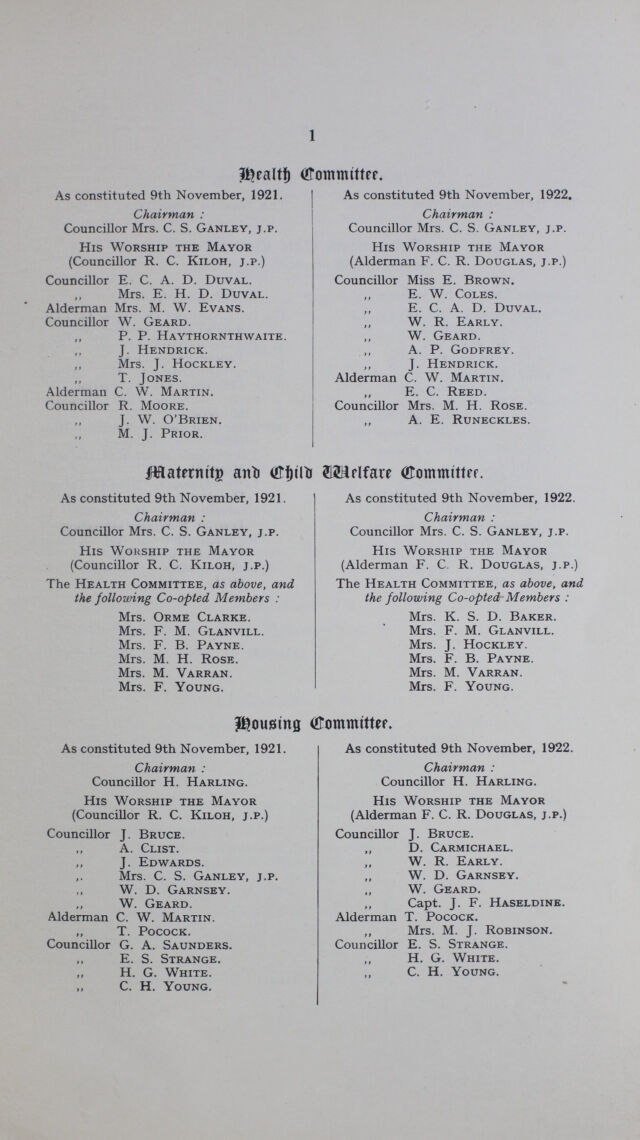 1
Health Committee.
As constituted 9th November, 1921.
Chairman :
Councillor Mrs. C. S. GANLEY, J.P.
HIS WORSHIP THE MAYOR
(Councillor R. C. KILOH, J.P.)
Councillor E. C. A. D. DUVAL.
,, Mrs. E. H. D. DUVAL.
Alderman Mrs. M. W. EVANS.
Councillor W. GEARD.
,, P. P. HAYTHORNTHWAITE.
,, J. HENDRICK.
,, Mrs. J. HOCKLEY.
,, T. JONES.
Alderman C. W. MARTIN.
Councillor R. MOORE.
,, J. W. O'BRIEN.
,, M. J. PRIOR.
As constituted 9th November, 1922.
Chairman :
Councillor Mrs. C. S. GANLEY, J.P.
HIS WORSHIP THE MAYOR
(Alderman F. C. R. DOUGLAS, J.P.)
Councillor Miss E. BROWN.
,, E. W. COLES.
,, E. C. A. D. DUVAL.
,, W. R. EARLY.
,, W. GEARD.
,, A. P. GODFREY.
,, J. HENDRICK.
Alderman C. W. MARTIN.
,, E. C. REED.
Councillor Mrs. M. H. ROSE.
,, A. E. RUNECKLES.
Maternity and Child Welfare Committee.
As constituted 9th November, 1921.
Chairman :
Councillor Mrs. C. S. GANLEY, J.P.
HIS WORSHIP THE MAYOR
(Councillor R. C. KILOH, J.P.)
The HEALTH COMMITTEE, as above, and
the following Co-opted Members :
Mrs. ORME CLARKE.
Mrs. F. M. GLANVILL.
Mrs. F. B. PAYNE.
Mrs. M. H. ROSE.
Mrs. M. VARRAN.
Mrs. F. YOUNG.
As constituted 9th November, 1922.
Chairman :
Councillor Mrs. C. S. GANLEY, J.P.
HIS WORSHIP THE MAYOR
(Alderman F. C. R. DOUGLAS, J.P.)
The HEALTH COMMITTEE, as above, and
the following Co-opted Members :
Mrs. K. S. D. BAKER.
Mrs. F. M. GLANVILL.
Mrs. J. HOCKLEY.
Mrs. F. B. PAYNE.
Mrs. M. VARRAN.
Mrs. F. YOUNG.
Housing Committee.
As constituted 9th November, 1921.
Chairman :
Councillor H. HARLING.
HIS WORSHIP THE MAYOR
(Councillor R. C. KILOH, J.P.)
Councillor J. BRUCE.
,, A. CLIST.
,, J. EDWARDS.
,, Mrs. C. S. GANLEY, J.P.
,, W. D. GARNSEY.
,, W. GEARD.
Alderman C. W. MARTIN.
,, T. POCOCK.
Councillor G. A. SAUNDERS.
,, E. S. STRANGE.
,, H. G. WHITE.
,, C. H. YOUNG.
As constituted 9th November, 1922.
Chairman :
Councillor H. HARLING.
HIS WORSHIP THE MAYOR
(Alderman F. C. R. DOUGLAS, J.P.)
Councillor J. BRUCE.
,, D. CARMICHAEL.
,, W. R. EARLY.
,, W. D. GARNSEY.
,, W. GEARD.
,, Capt. J. F. HASELDINE.
Alderman T. POCOCK.
,, Mrs. M. J. ROBINSON.
Councillor E. S. STRANGE.
,, H. G. WHITE.
,, C. H. YOUNG.